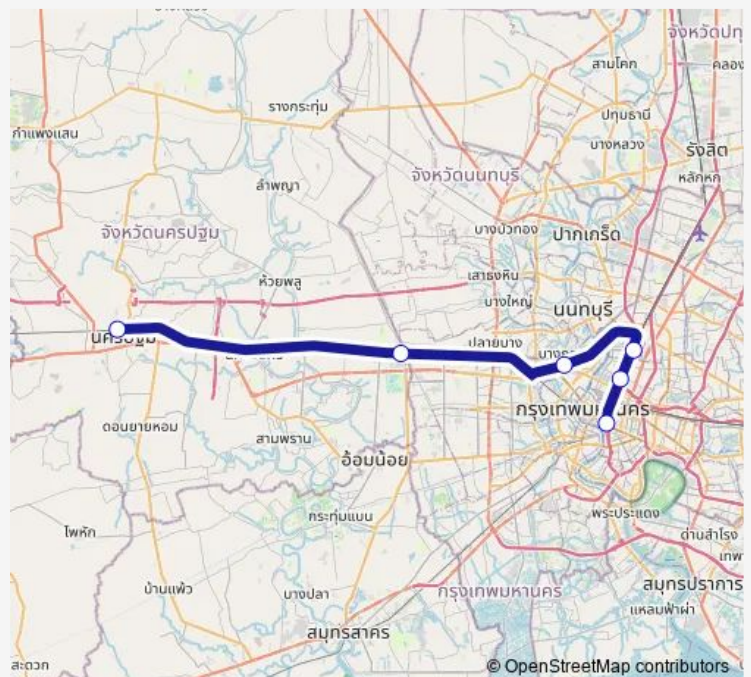 จังหวัดปทุ
สามโคก
คลอง
รางกระทุ่ม
กำแพงแสน
ปทุมธานี
บางหลวง
รังสิต
หลักหก
จังหวัดนนทบุรี
ลำพญา
จังหวัดนครปฐม
บางบัวทอง
ปากเกร็ด
เสาธงหิน
ห้วยพลู
บางใหญ่
นนทบุรี
นครปฐม
ปลายบาง
กรุงเทพมหานคร
ดอนยายหอม
สามพราน
อ้อมน้อย
พระประแดง
กระทุ่มแบน
ด่านสำโรง
โพหัก
เทพ
บ้านแพ้ว
บางปลา
กรุงเทพมหานคร
สมุทรปราการ
แหลมฟ้าผ่า
สมุทรสาคร
สะดวก
© OpenStreetMap contributors